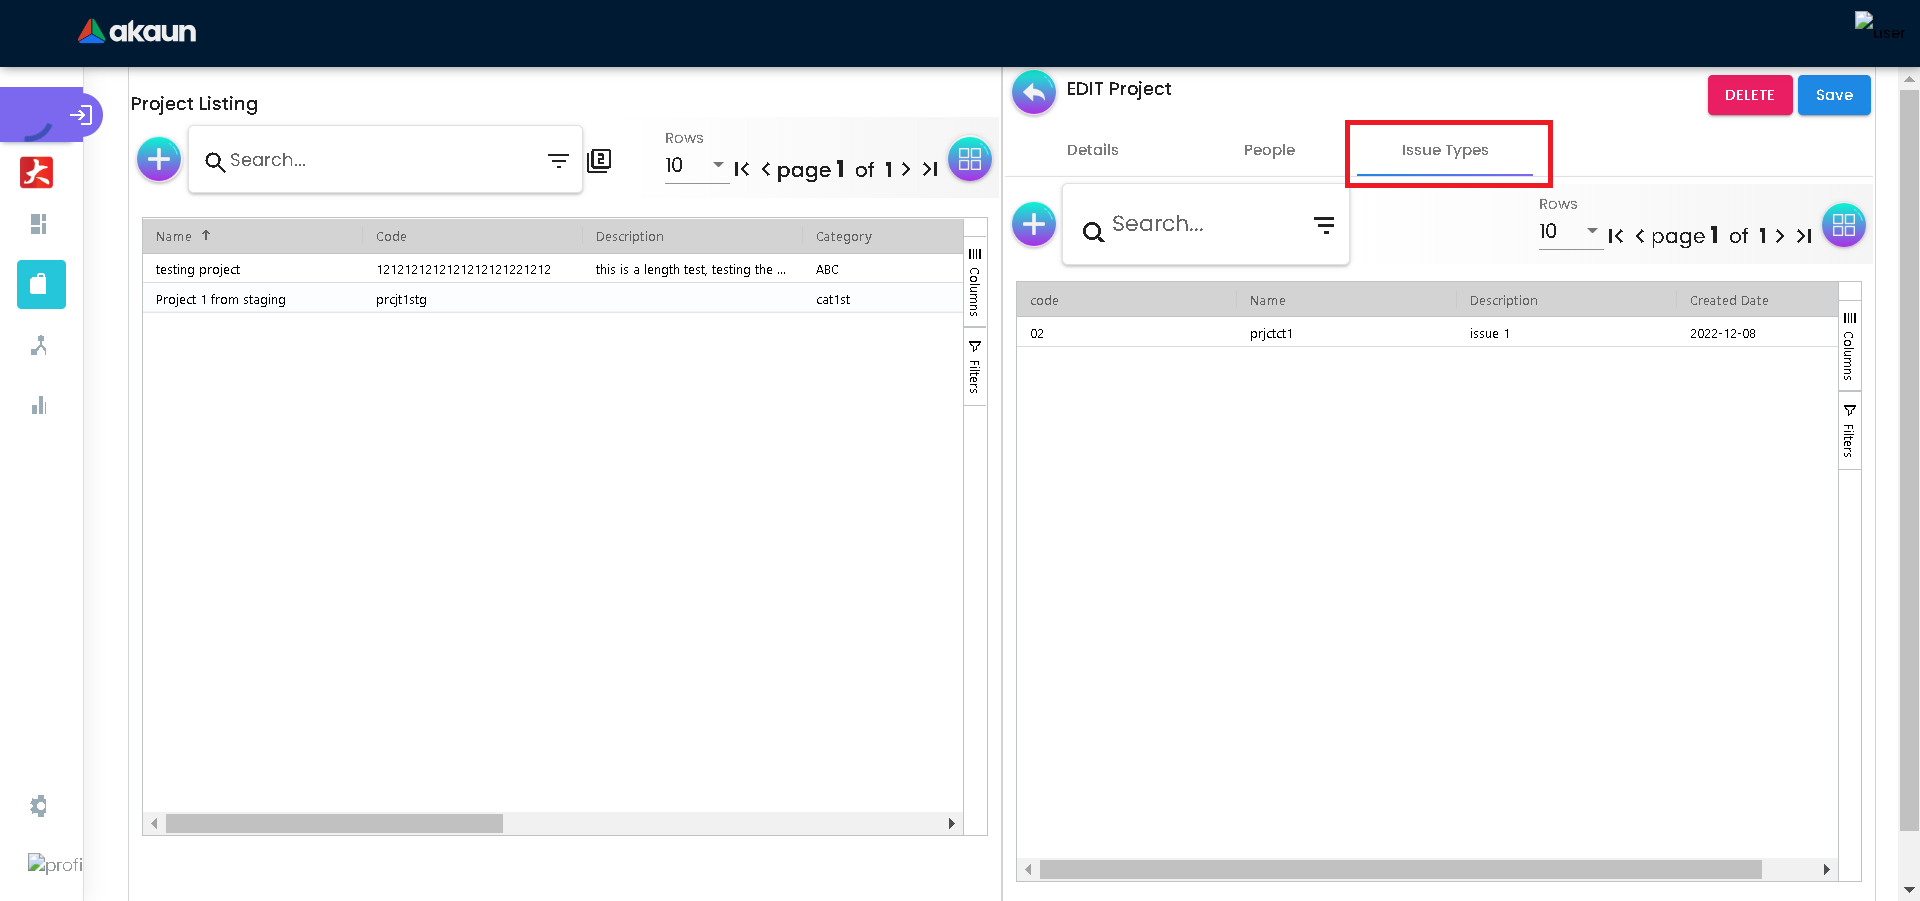 akaun
user
Project Listing
Search...
2
Rows
10
page 1 of 1
Name Code Description Category
testing project 1212121212121212121221212 this is a length test, testing the ... ABC
Project 1 from staging prcjt1stg cat1st
Columns
Filters
EDIT Project
DELETE
Save
Details People Issue Types
Search...
Rows
10
page 1 of 1
code Name Description Created Date
02 prjctct1 issue 1 2022-12-08
Columns
Filters
profi